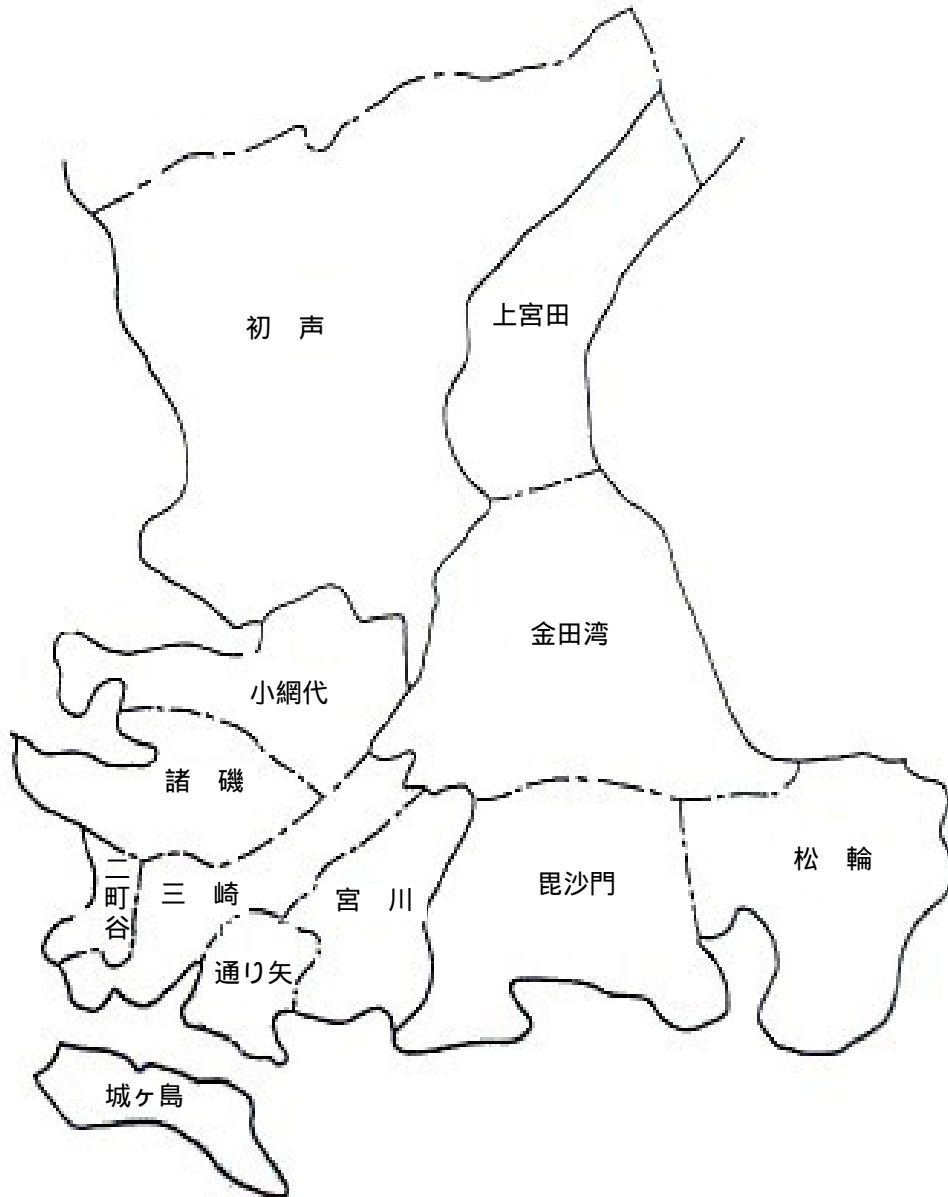 初　声
上宮田
金田湾
小網代
諸　磯
二町谷
三　崎
宮　川
毘沙門
松　輪
通り矢
城ヶ島